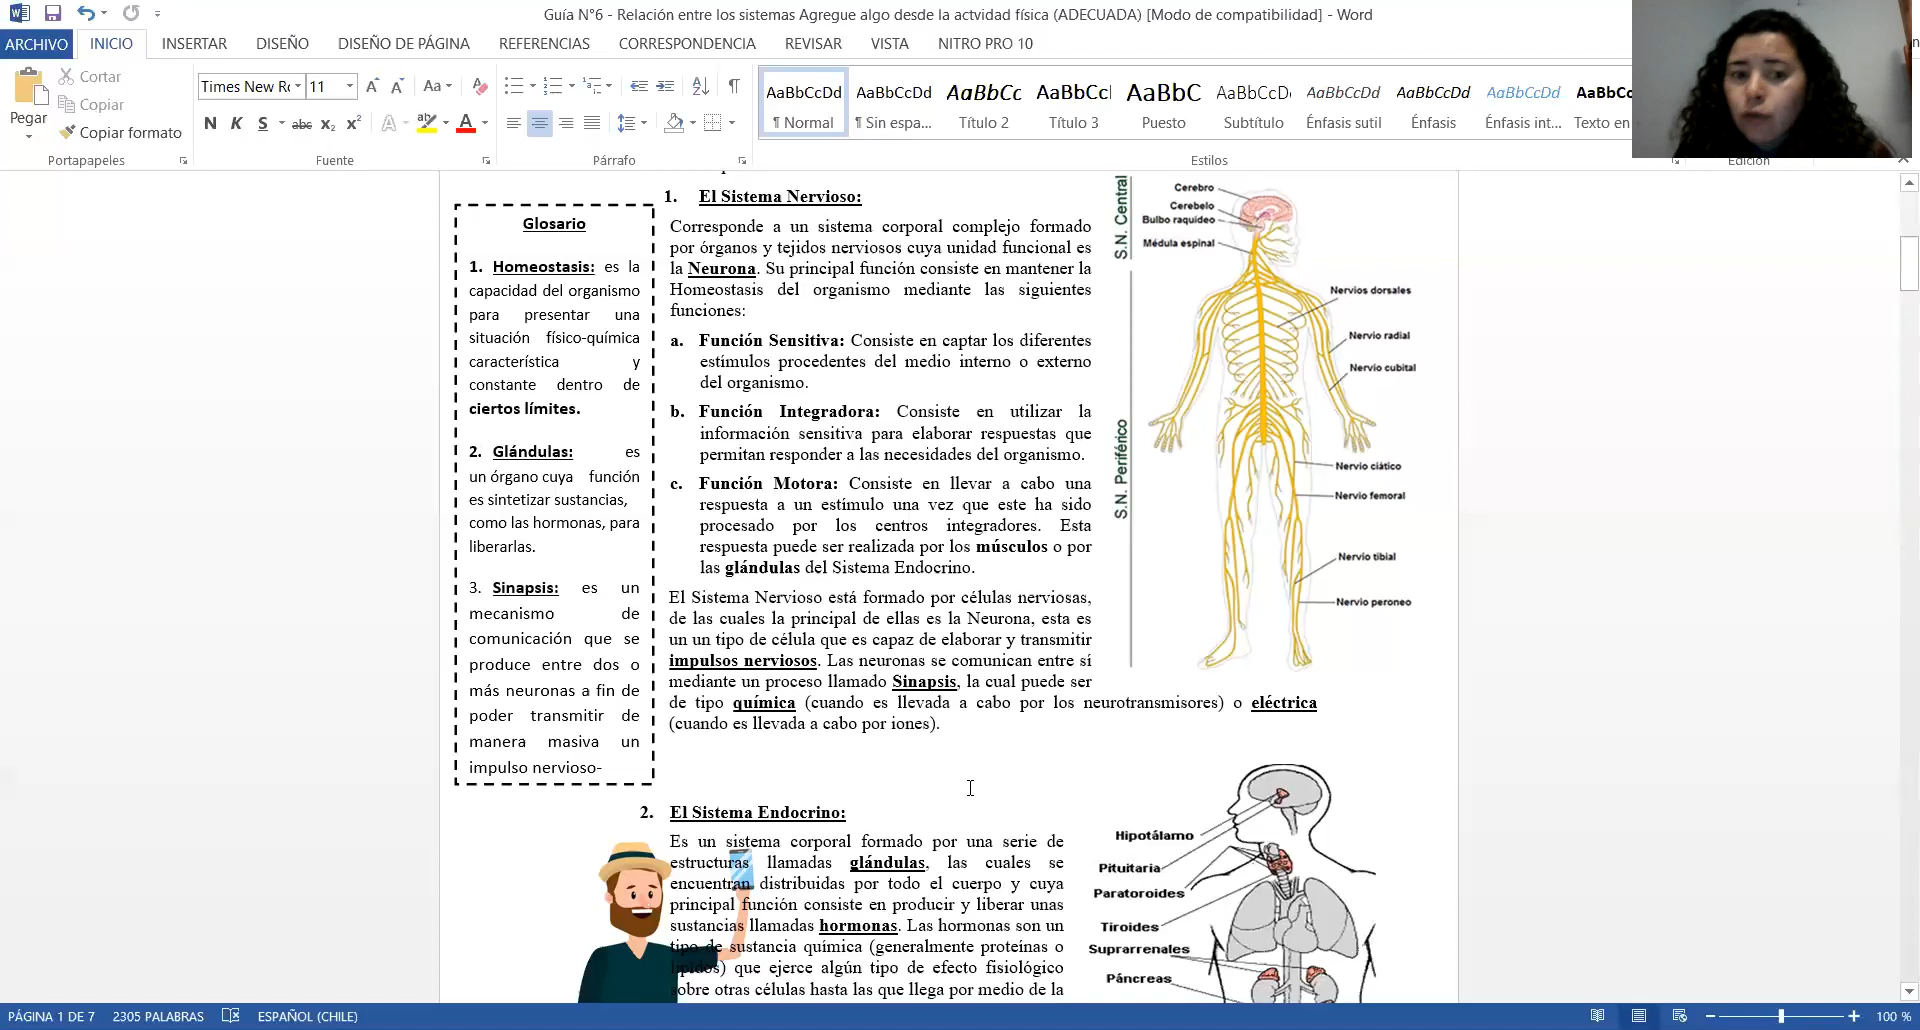 Guía N°6 - Relación entre los sistemas Agregue algo desde la actvidad física (ADECUADA) [Modo de compatibilidad] - Word
ARCHIVO INICIO INSERTAR DISEÑO DISEÑO DE PÁGINA REFERENCIAS CORRESPONDENCIA REVISAR VISTA NITRO PRO 10
Pegar
Cortar
Copiar
Copiar formato
Portapapeles
Times New Ro 11
N K S abc x₂ x²
Fuente
Párrafo
AaBbCcDd AaBbCcDd AaBbCc AaBbCcI AaBbC AaBbCcD AaBbCcDd AaBbCcDd AaBbCcDd AaBbCc
¶ Normal ¶ Sin espa... Título 2 Título 3 Puesto Subtítulo Énfasis sutil Énfasis Énfasis int... Texto en
Estilos
Edición
Glosario
1. Homeostasis: es la
capacidad del organismo
para presentar una
situación físico-química
característica y
constante dentro de
ciertos límites.
2. Glándulas: es
un órgano cuya función
es sintetizar sustancias,
como las hormonas, para
liberarlas.
3. Sinapsis: es un
mecanismo de
comunicación que se
produce entre dos o
más neuronas a fin de
poder transmitir de
manera masiva un
impulso nervioso-
1. El Sistema Nervioso:
Corresponde a un sistema corporal complejo formado
por órganos y tejidos nerviosos cuya unidad funcional es
la Neurona. Su principal función consiste en mantener la
Homeostasis del organismo mediante las siguientes
funciones:
a. Función Sensitiva: Consiste en captar los diferentes
estímulos procedentes del medio interno o externo
del organismo.
b. Función Integradora: Consiste en utilizar la
información sensitiva para elaborar respuestas que
permitan responder a las necesidades del organismo.
c. Función Motora: Consiste en llevar a cabo una
respuesta a un estímulo una vez que este ha sido
procesado por los centros integradores. Esta
respuesta puede ser realizada por los músculos o por
las glándulas del Sistema Endocrino.
El Sistema Nervioso está formado por células nerviosas,
de las cuales la principal de ellas es la Neurona, esta es
un un tipo de célula que es capaz de elaborar y transmitir
impulsos nerviosos. Las neuronas se comunican entre sí
mediante un proceso llamado Sinapsis, la cual puede ser
de tipo química (cuando es llevada a cabo por los neurotransmisores) o eléctrica
(cuando es llevada a cabo por iones).
S.N. Central
S.N. Periférico
Cerebro
Cerebelo
Bulbo raquídeo
Médula espinal
Nervios dorsales
Nervio radial
Nervio cubital
Nervio ciático
Nervio femoral
Nervio tibial
Nervio peroneo
2. El Sistema Endocrino:
Es un sistema corporal formado por una serie de
estructuras llamadas glándulas, las cuales se
encuentran distribuidas por todo el cuerpo y cuya
principal función consiste en producir y liberar unas
sustancias llamadas hormonas. Las hormonas son un
tipo de sustancia química (generalmente proteínas o
lípidos) que ejerce algún tipo de efecto fisiológico
sobre otras células hasta las que llega por medio de la
Hipotálamo
Pituitaria
Paratoroides
Tiroides
Suprarrenales
Páncreas
PÁGINA 1 DE 7 2305 PALABRAS ESPAÑOL (CHILE) 100 %